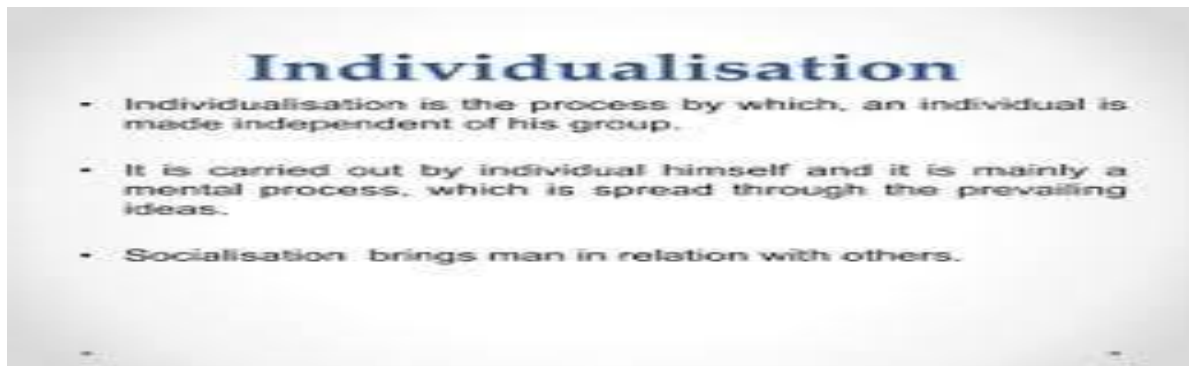 Individualisation
• Individualisation is the process by which, an individual is
made independent of his group.
• It is carried out by individual himself and it is mainly a
mental process, which is spread through the prevailing
ideas.
• Socialisation brings man in relation with others.